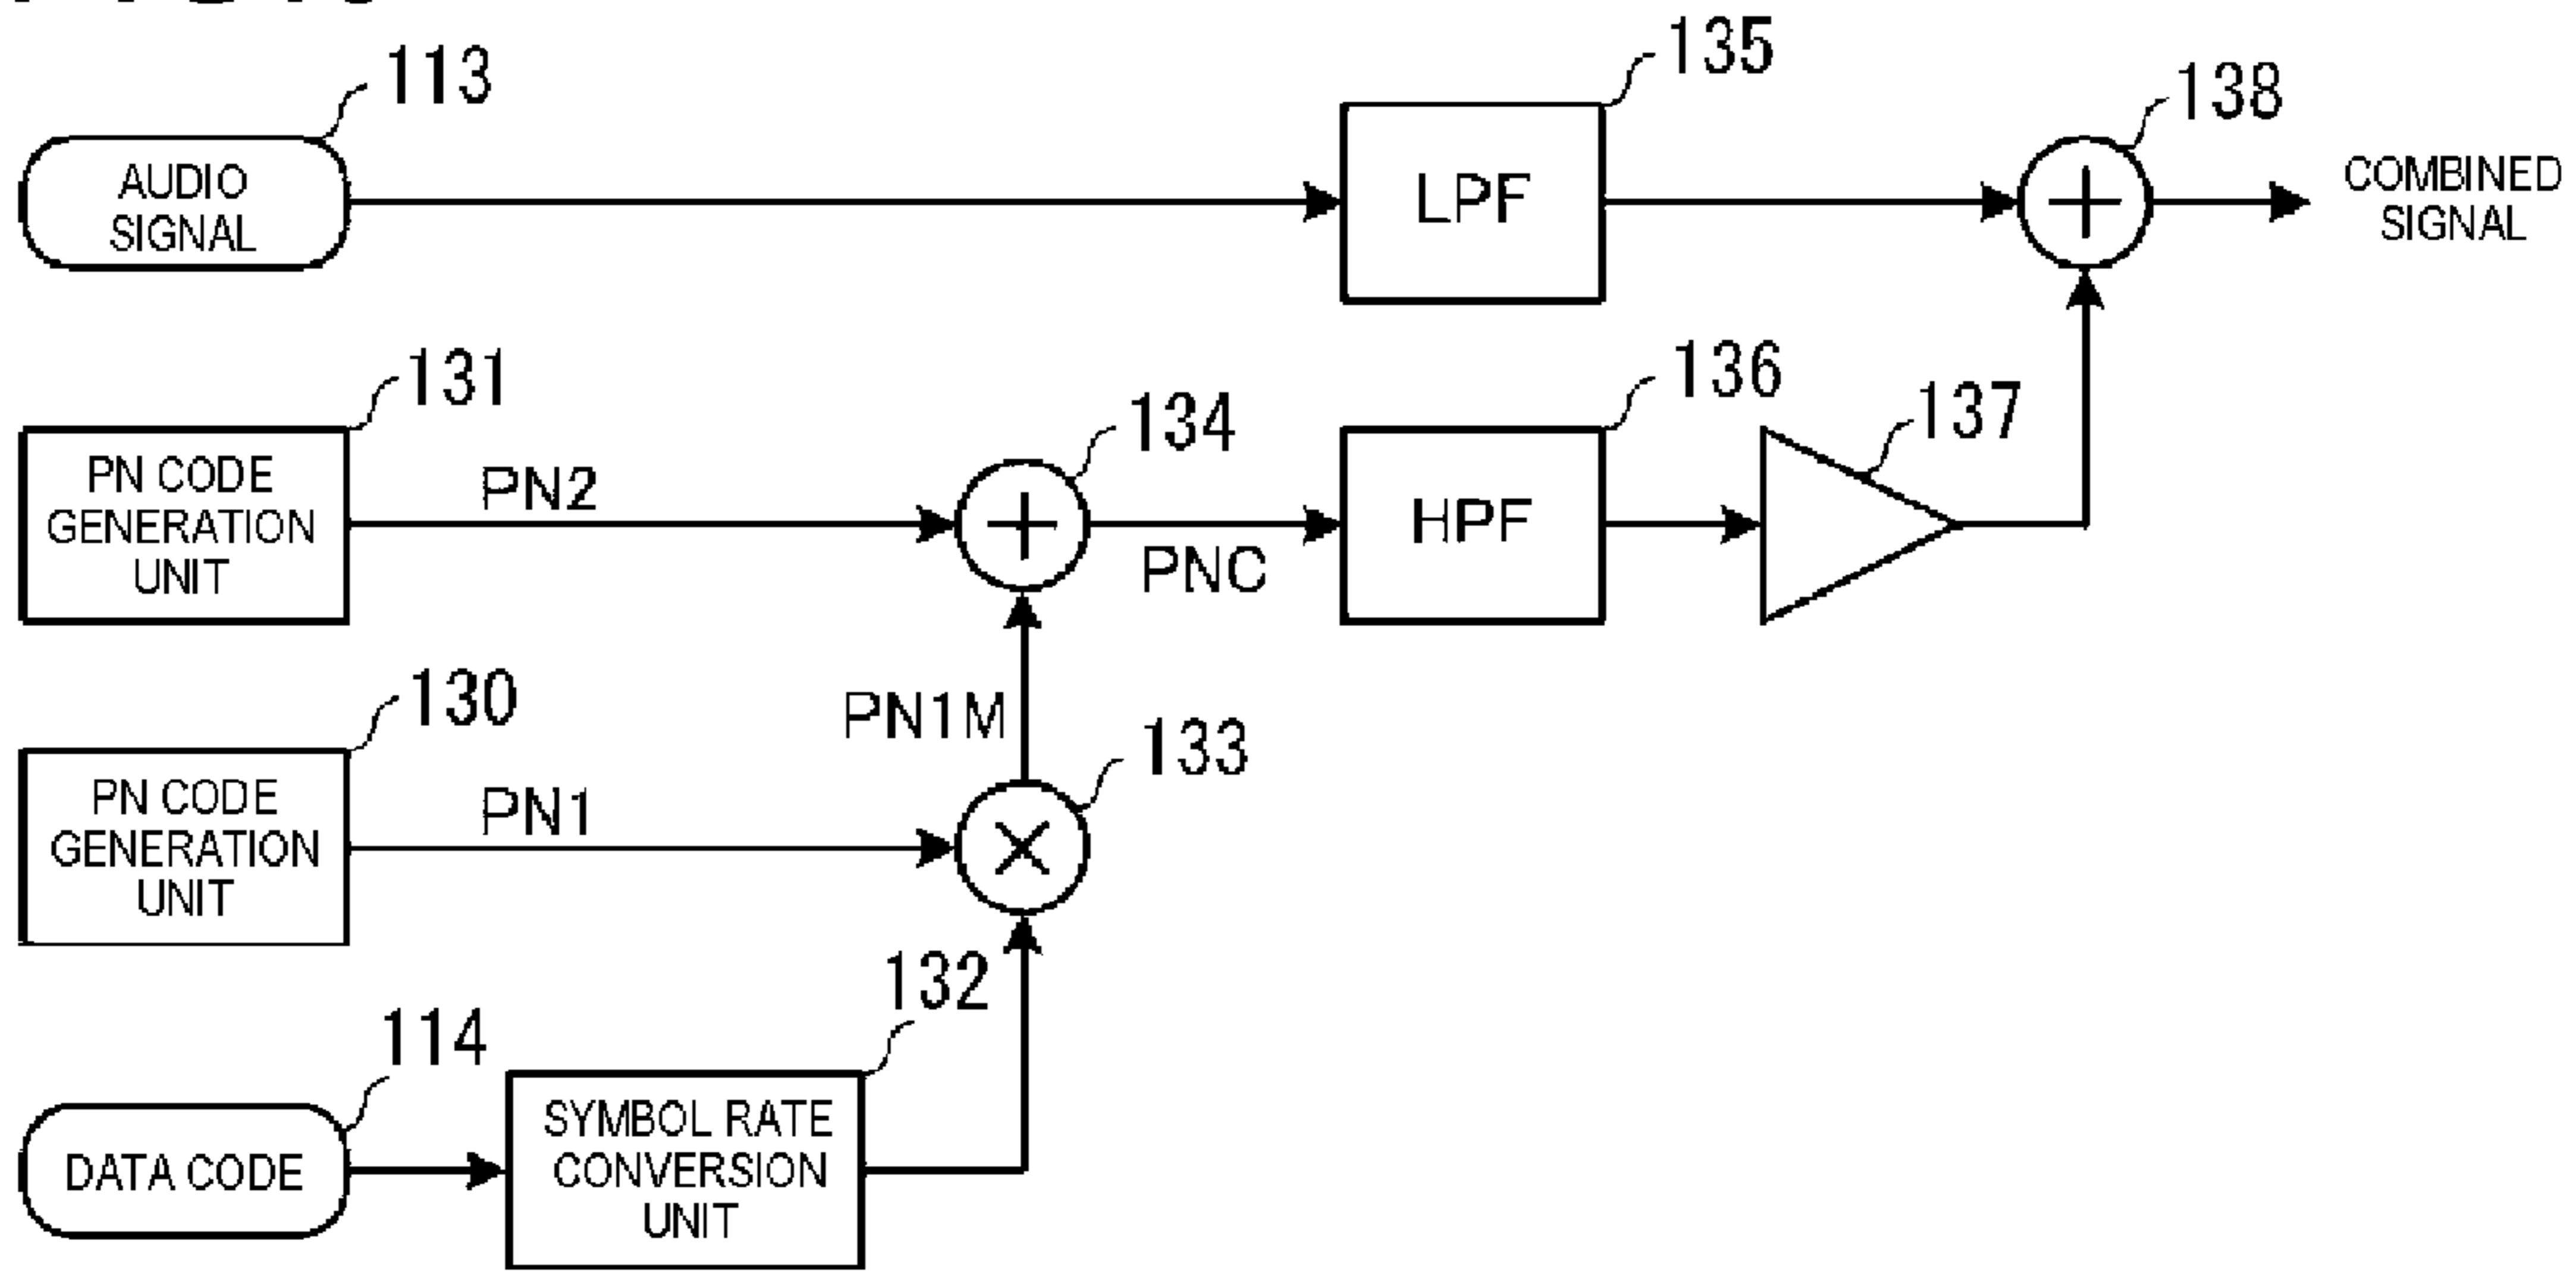 113
135
138
AUDIO
SIGNAL
LPF
+
COMBINED
SIGNAL
131
134
136
137
PN CODE
GENERATION
UNIT
PN2
+
PNC
HPF
130
PN1M
133
PN CODE
GENERATION
UNIT
PN1
×
132
114
DATA CODE
SYMBOL RATE
CONVERSION
UNIT